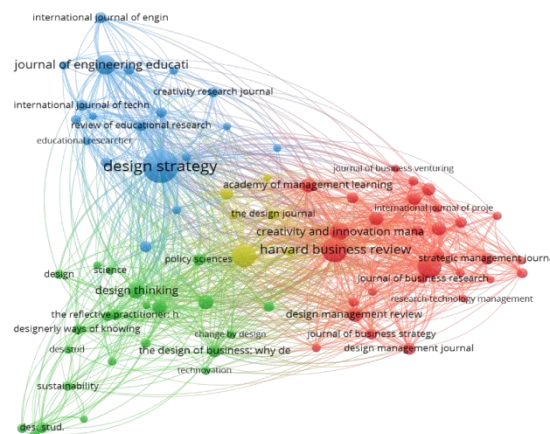 international journal of engin
journal of engineering educati
creativity research journal
international journal of techn
review of educational research
educational researcher
design strategy
journal of business venturing
academy of management learning
the design journal
international journal of proje
creativity and innovation mana
harvard business review
policy sciences
strategic management journa
design
science
journal of business research
design thinking
research-technology management
the reflective practitioner: h
design management review
designerly ways of knowing
change by design
journal of business strategy
des stud
the design of business: why de
design management journal
technovation
sustainability
des. stud.